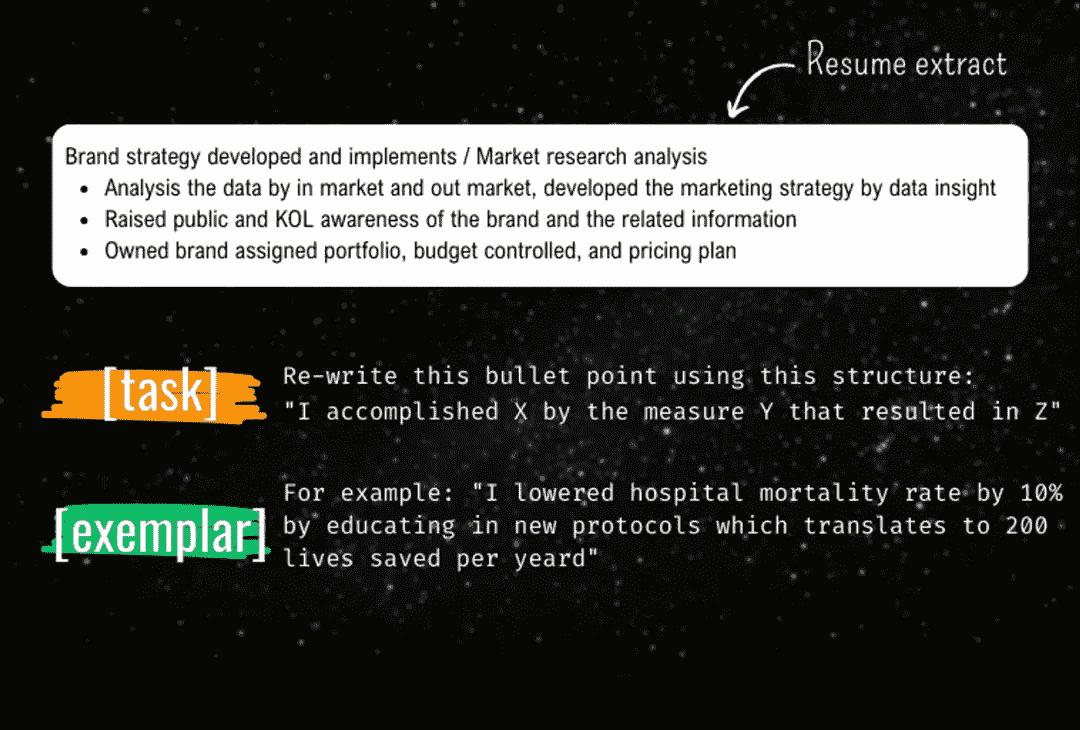 Resume extract
Brand strategy developed and implements / Market research analysis
• Analysis the data by in market and out market, developed the marketing strategy by data insight
• Raised public and KOL awareness of the brand and the related information
• Owned brand assigned portfolio, budget controlled, and pricing plan
[task]
Re-write this bullet point using this structure:
"I accomplished X by the measure Y that resulted in Z"
[exemplar]
For example: "I lowered hospital mortality rate by 10%
by educating in new protocols which translates to 200
lives saved per yeard"